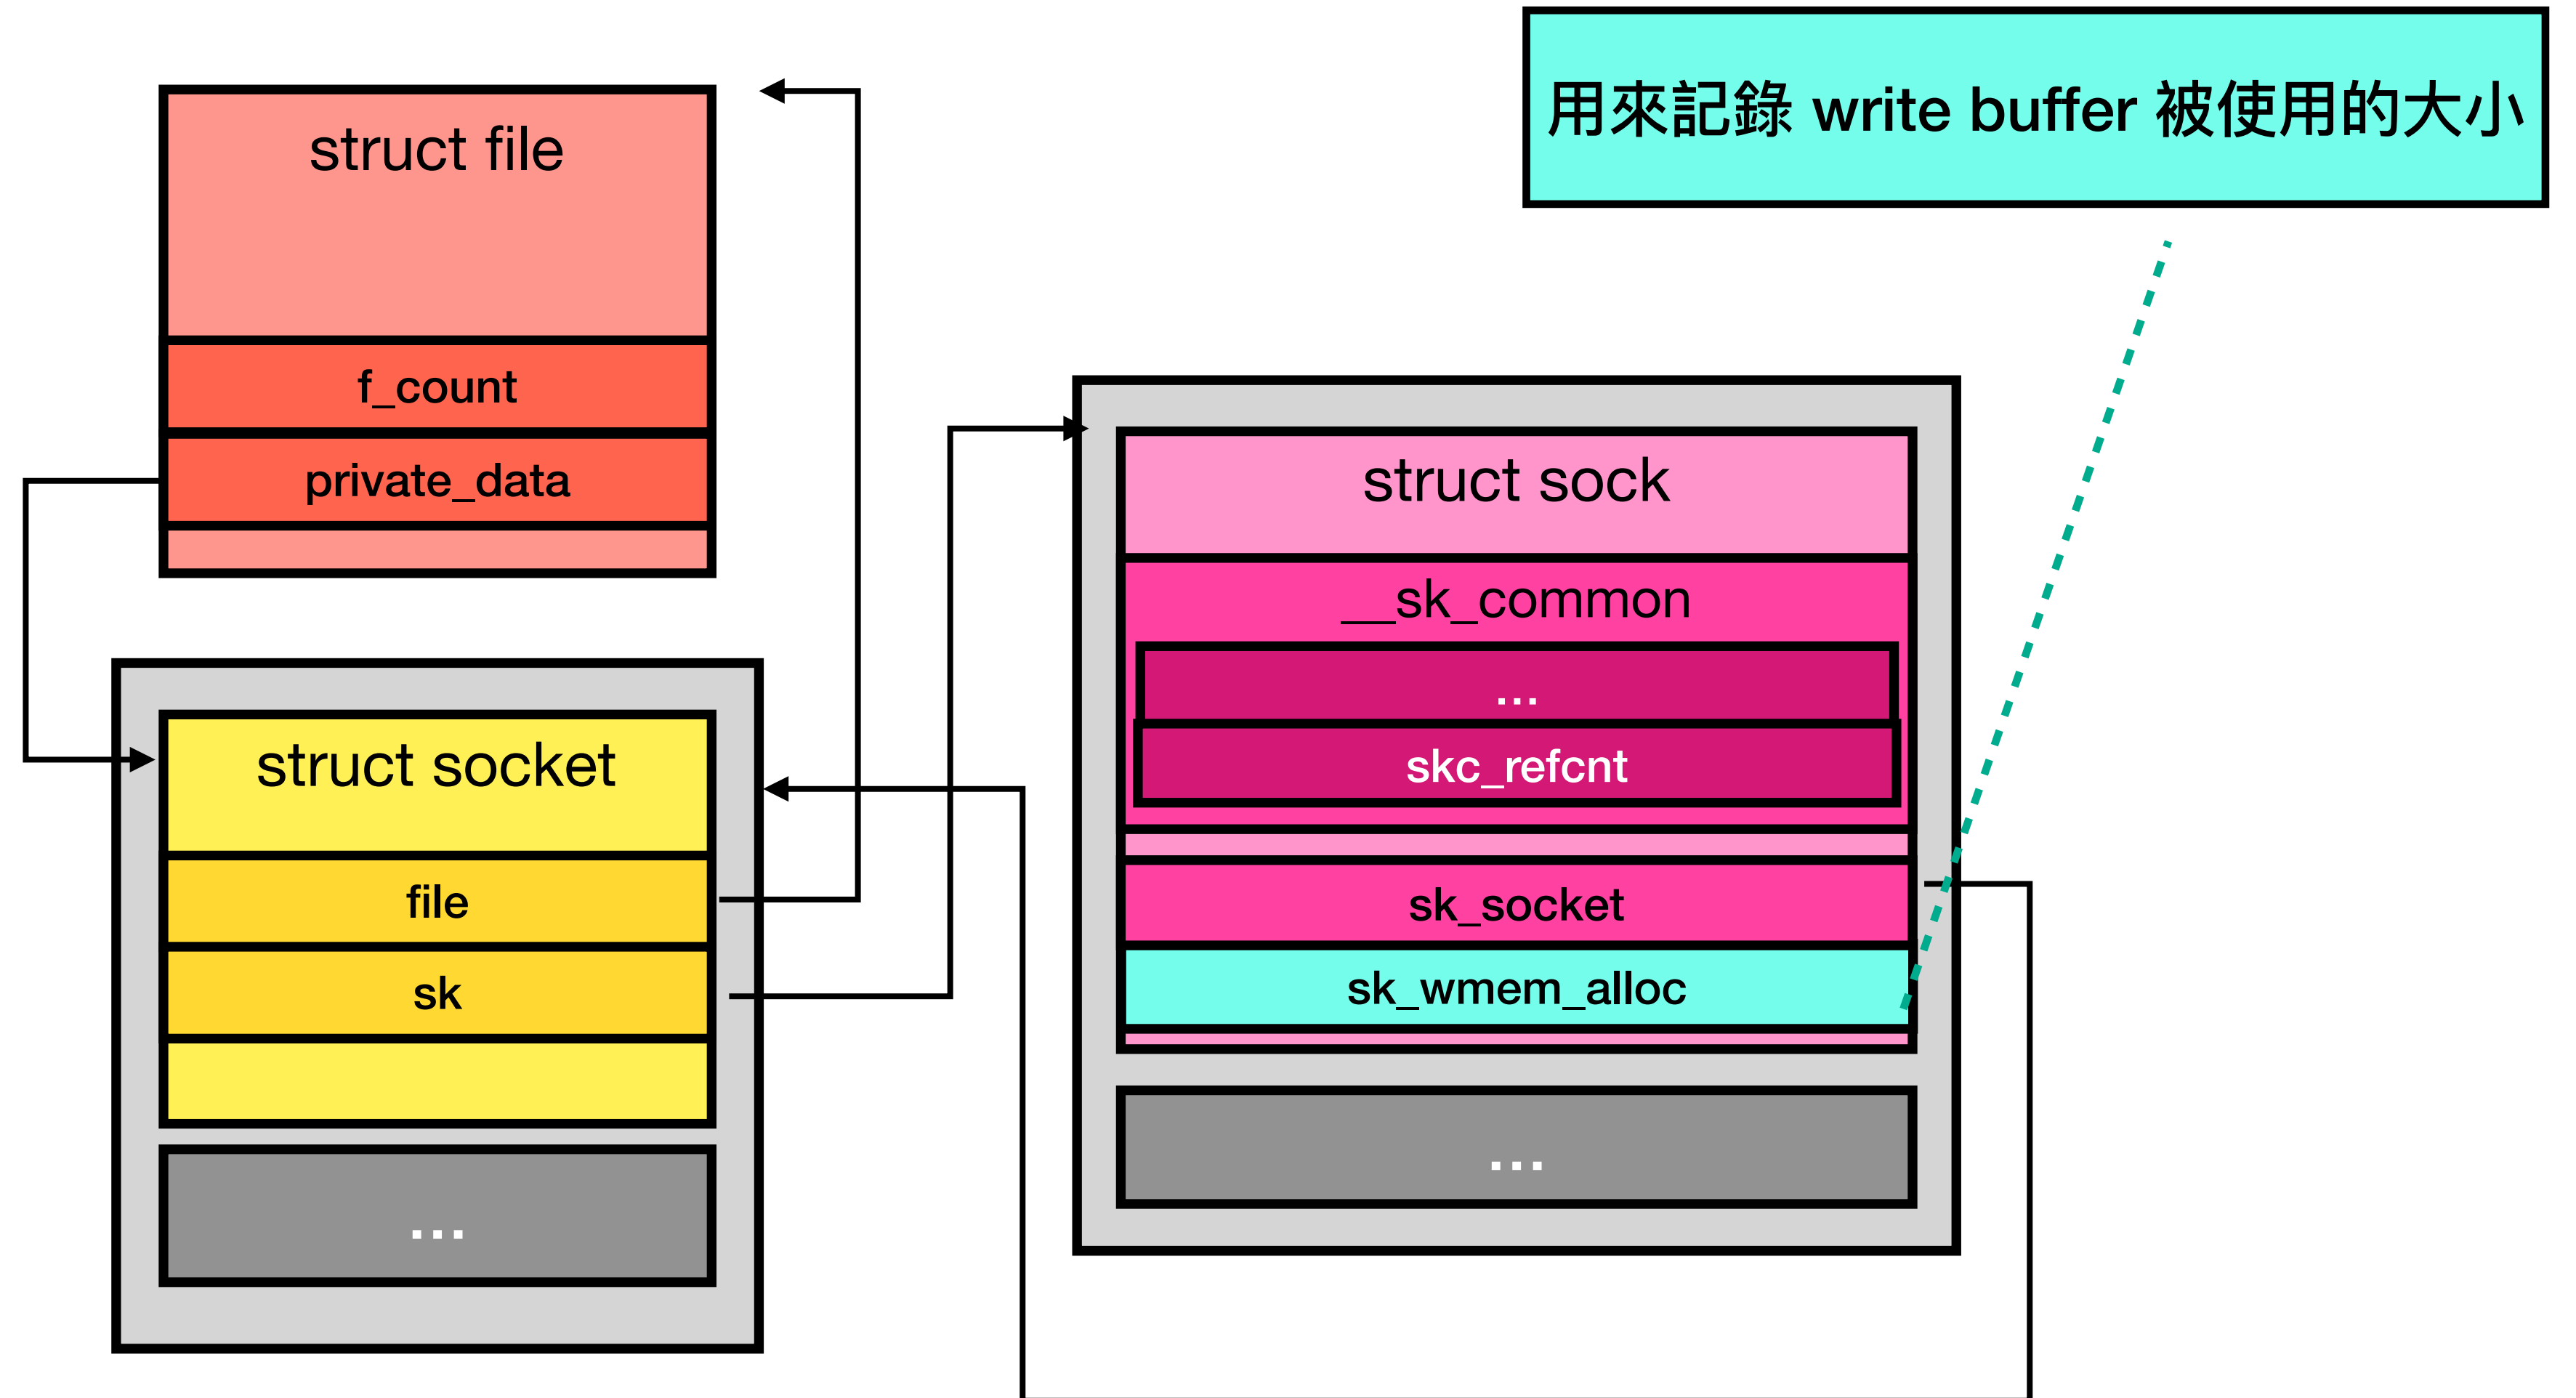 用來記錄 write buffer 被使用的大小
struct file
f_count
private_data
struct socket
file
sk
...
struct sock
__sk_common
...
skc_refcnt
sk_socket
sk_wmem_alloc
...